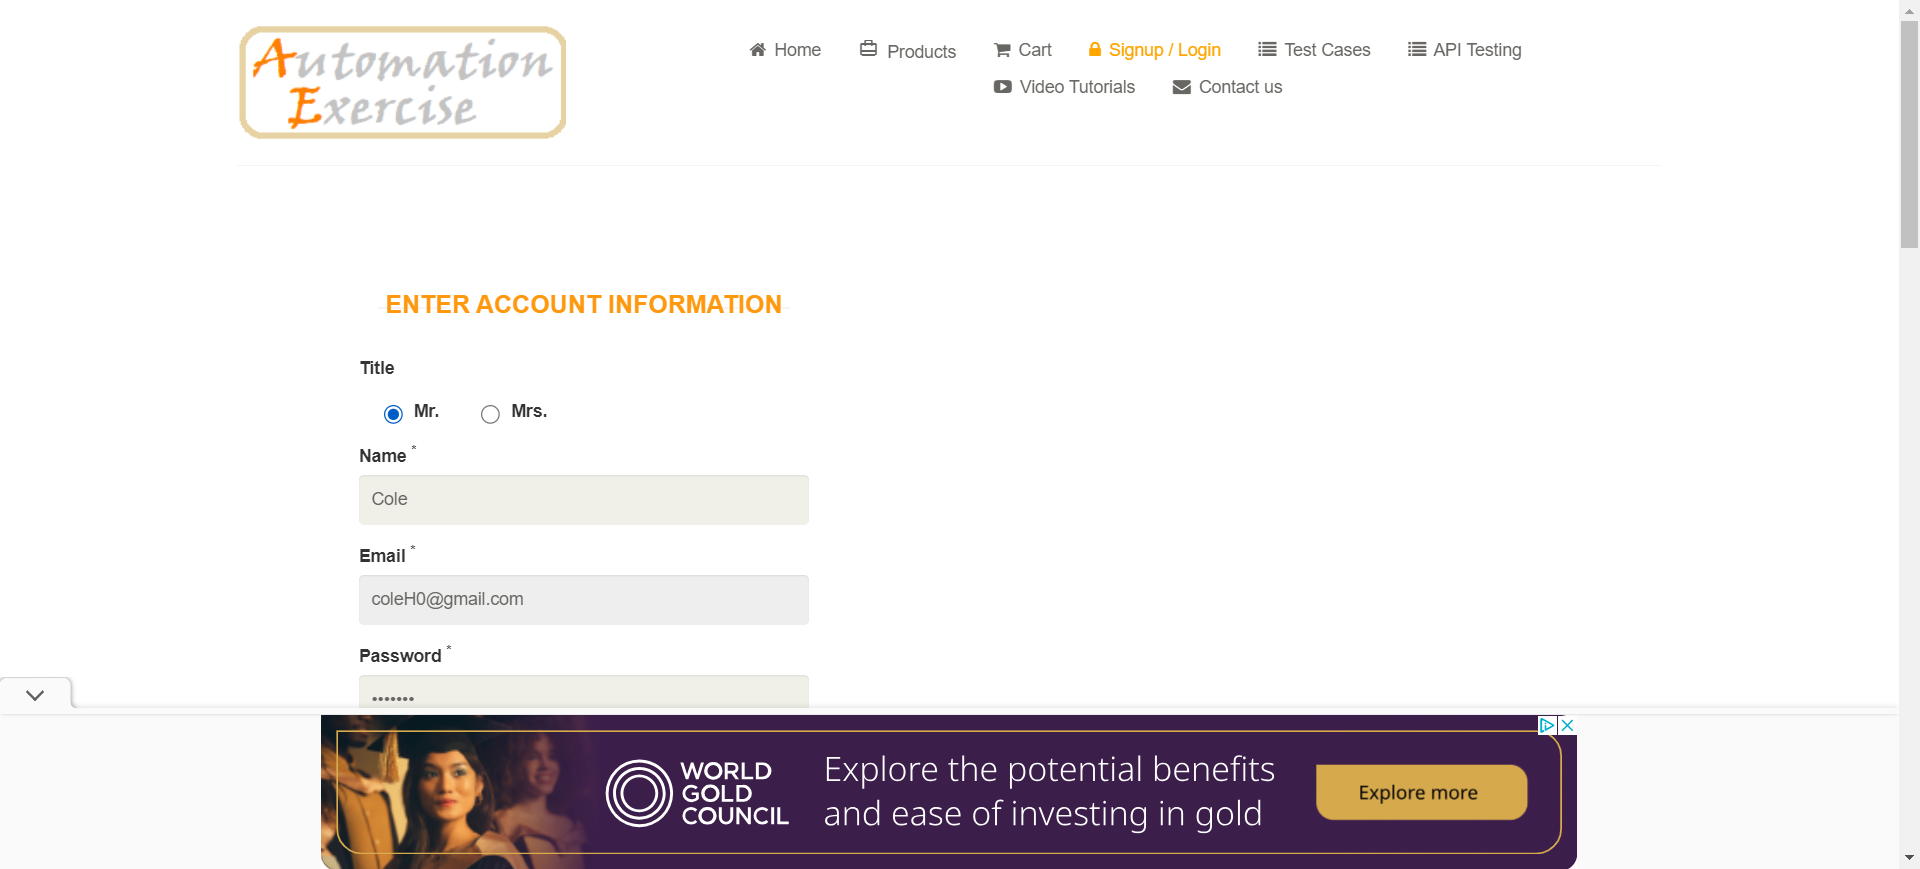 Automation
Exercise
Home
Products
Cart
Signup / Login
Test Cases
API Testing
Video Tutorials
Contact us
ENTER ACCOUNT INFORMATION
Title
Mr.
Mrs.
Name *
Cole
Email *
coleH0@gmail.com
Password *
•••••••
WORLD
GOLD
COUNCIL
Explore the potential benefits
and ease of investing in gold
Explore more